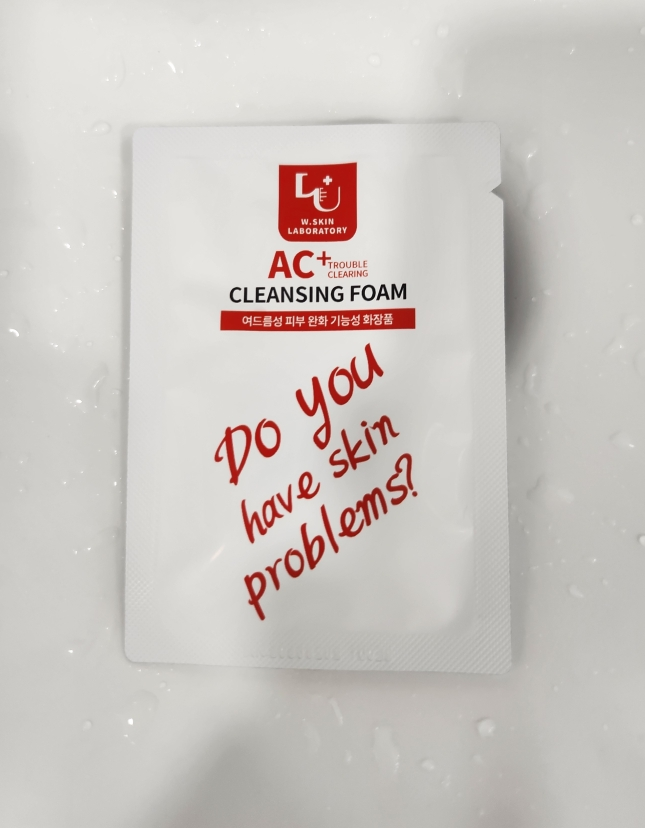 W.SKIN
LABORATORY
AC+ TROUBLE
CLEARING
CLEANSING FOAM
여드름성 피부 완화 기능성 화장품
Do you
have skin
problems?